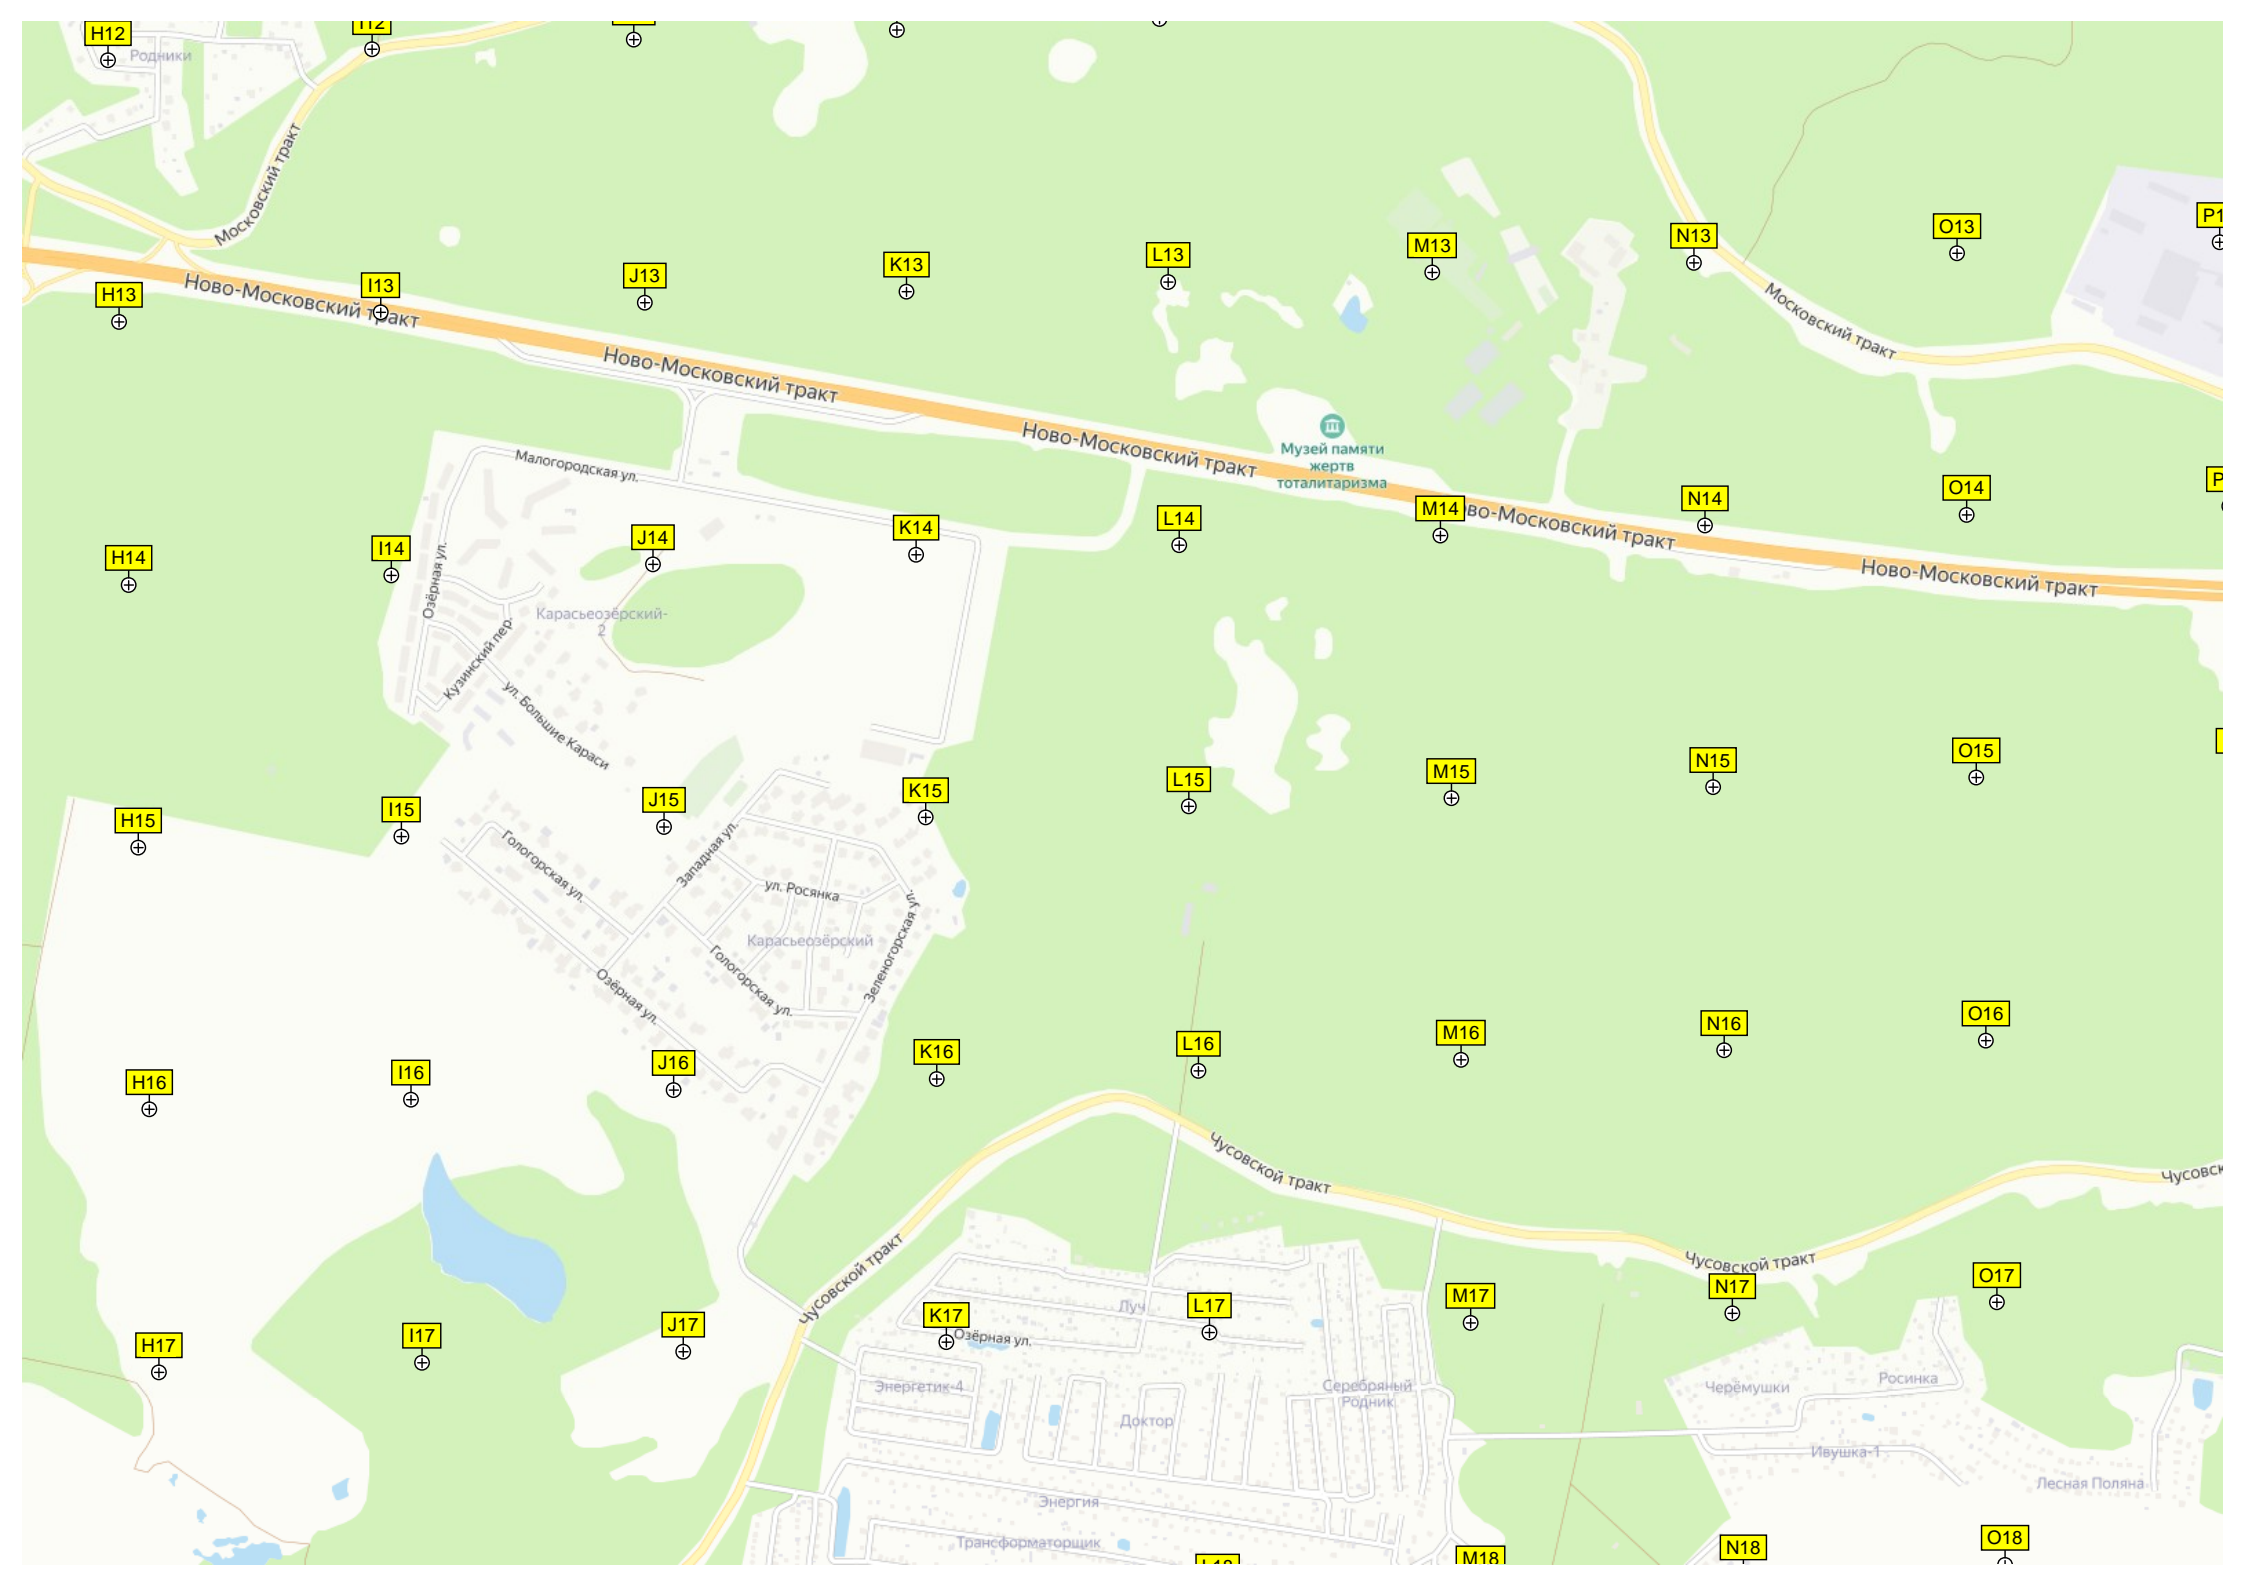 H12
I12
Родники
Московский тракт
P1
O13
N13
M13
L13
K13
J13
I13
H13
Ново-Московский тракт
Московский тракт
Ново-Московский тракт
Ново-Московский тракт
Музей памяти
жертв
тоталитаризма
Малогородская ул.
P
O14
N14
M14
ово-Московский тракт
L14
K14
J14
I14
H14
Ново-Московский тракт
Озёрная ул.
Карасьеозёрский-
2
Кузинский пер.
ул. Большие Караси
O15
N15
M15
L15
K15
J15
I15
H15
Гологорская ул.
Западная ул.
ул. Росянка
Карасьеозёрский
Зеленогорская ул.
Гологорская ул.
Озёрная ул.
O16
N16
M16
L16
K16
J16
I16
H16
Чусовской тракт
Чусовск
Чусовской тракт
Чусовской тракт
O17
N17
M17
L17
Луч
K17
Озёрная ул.
J17
I17
H17
Энергетик-4
Серебряный
Родник
Черёмушки
Росинка
Доктор
Ивушка-1
Лесная Поляна
Энергия
Трансформаторщик
L18
M18
N18
O18